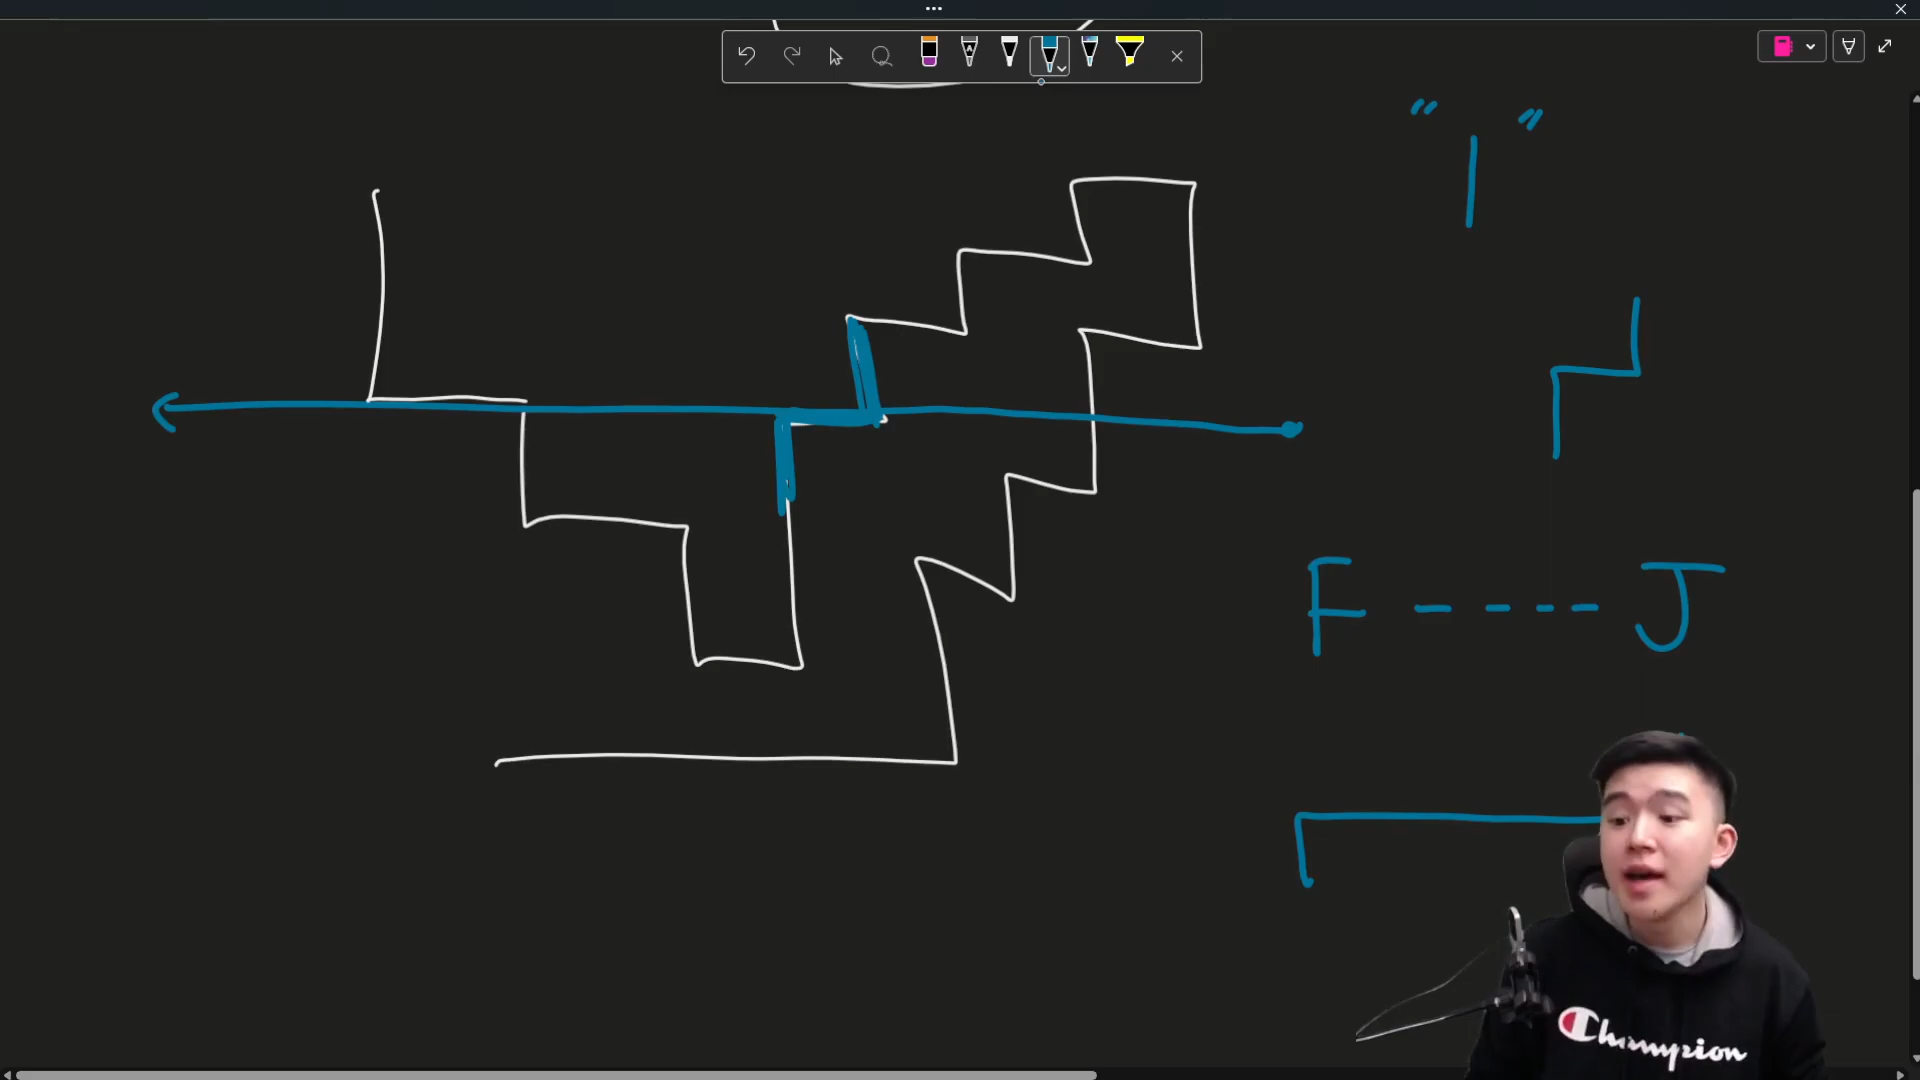 " | "
F - - - - J
Champion